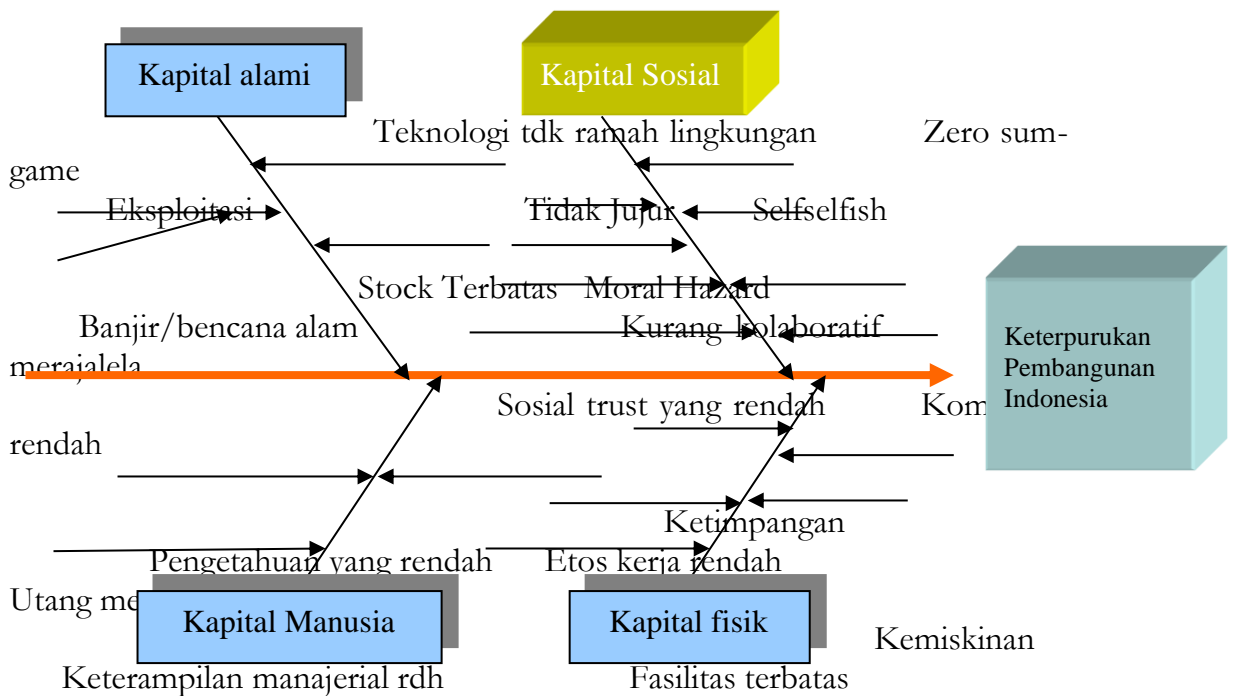 Kapital alami
Kapital Sosial
Teknologi tdk ramah lingkungan Zero sum-
game
Eksploitasi Tidak Jujur Selfselfish
Stock Terbatas Moral Hazard
Banjir/bencana alam Kurang kolaboratif
merajalela
Keterpurukan
Pembangunan
Indonesia
Sosial trust yang rendah
rendah
Ketimpangan
Pengetahuan yang rendah Etos kerja rendah
Utang
Kapital Manusia
Kapital fisik
Kemiskinan
Keterampilan manajerial rdh Fasilitas terbatas